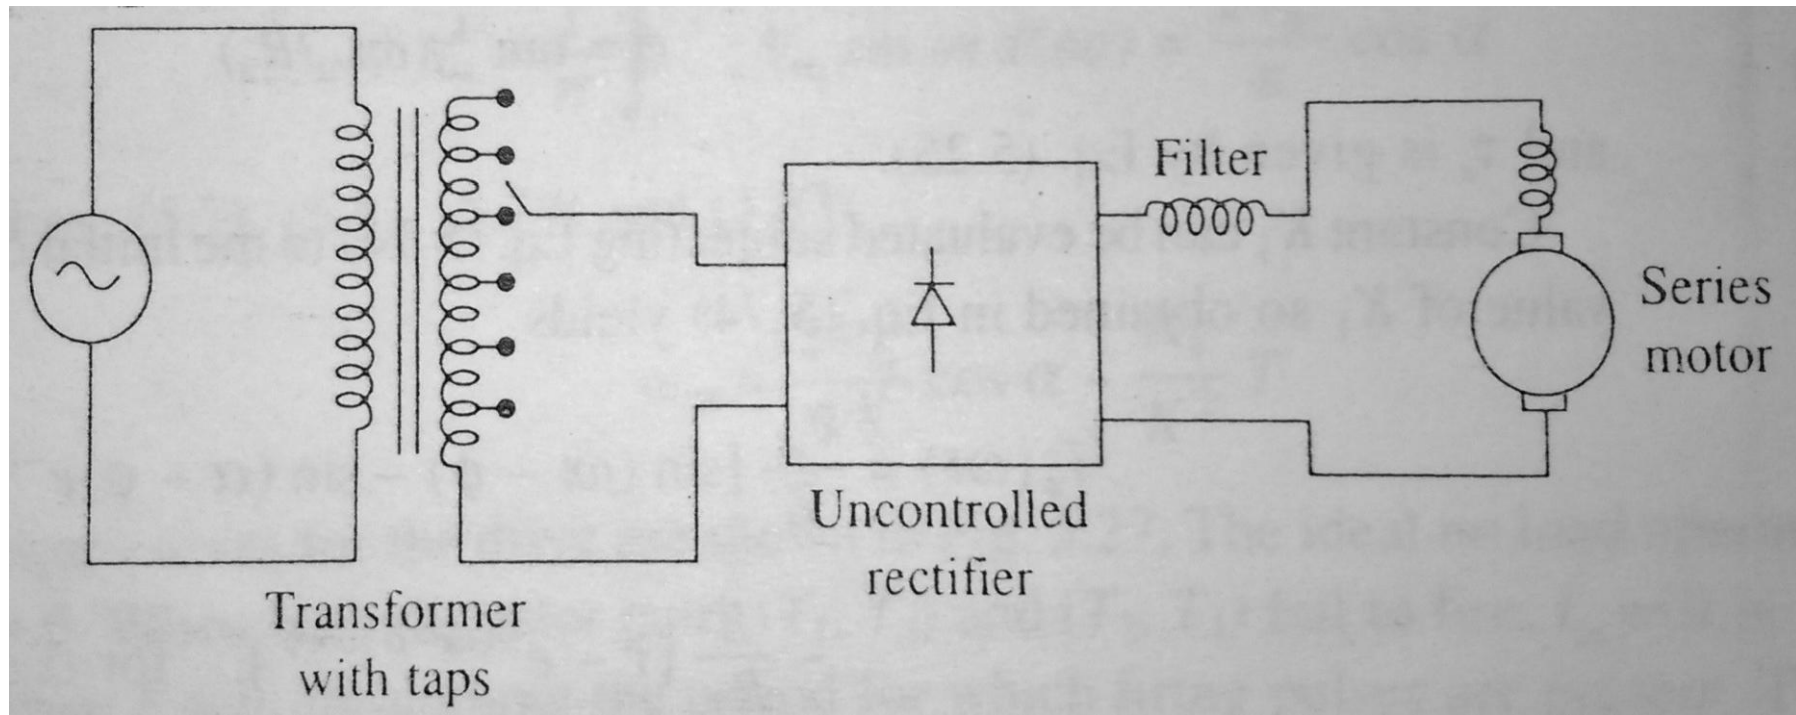 Filter
Series
motor
Uncontrolled
rectifier
Transformer
with taps